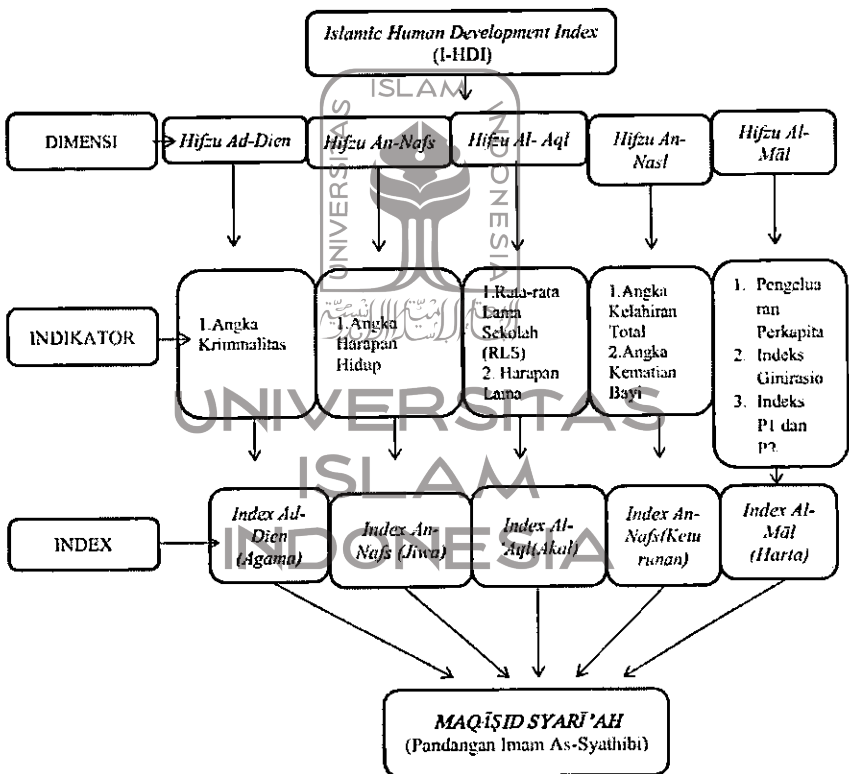 Islamic Human Development Index
(I-HDI)
ISLAM
UNIVERSITAS
INDONESIA
DIMENSI
Hifzu Ad-Dien
Hifzu An-Nafs
Hifzu Al- Aql
Hifzu An-
Nasl
Hifzu Al-
Māl
INDIKATOR
1.Angka
Krimnalitas
1.Angka
Harapan
Hidup
1.Rata-rata
Lama
Sekolah
(RLS)
2. Harapan
Lama
1.Angka
Kelahiran
Total
2.Angka
Kematian
Bayi
1. Pengelua
ran
Perkapita
2. Indeks
Ginirasio
3. Indeks
P1 dan
P2
UNIVERSITAS
ISLAM
INDONESIA
INDEX
Index Ad-
Dien
(Agama)
Index An-
Nafs (Jiwa)
Index Al-
'Aql(Akal)
Index An-
Nafs(Ketu
runan)
Index Al-
Māl
(Harta)
MAQĪṢID SYARĪ'AH
(Pandangan Imam As-Syathibi)